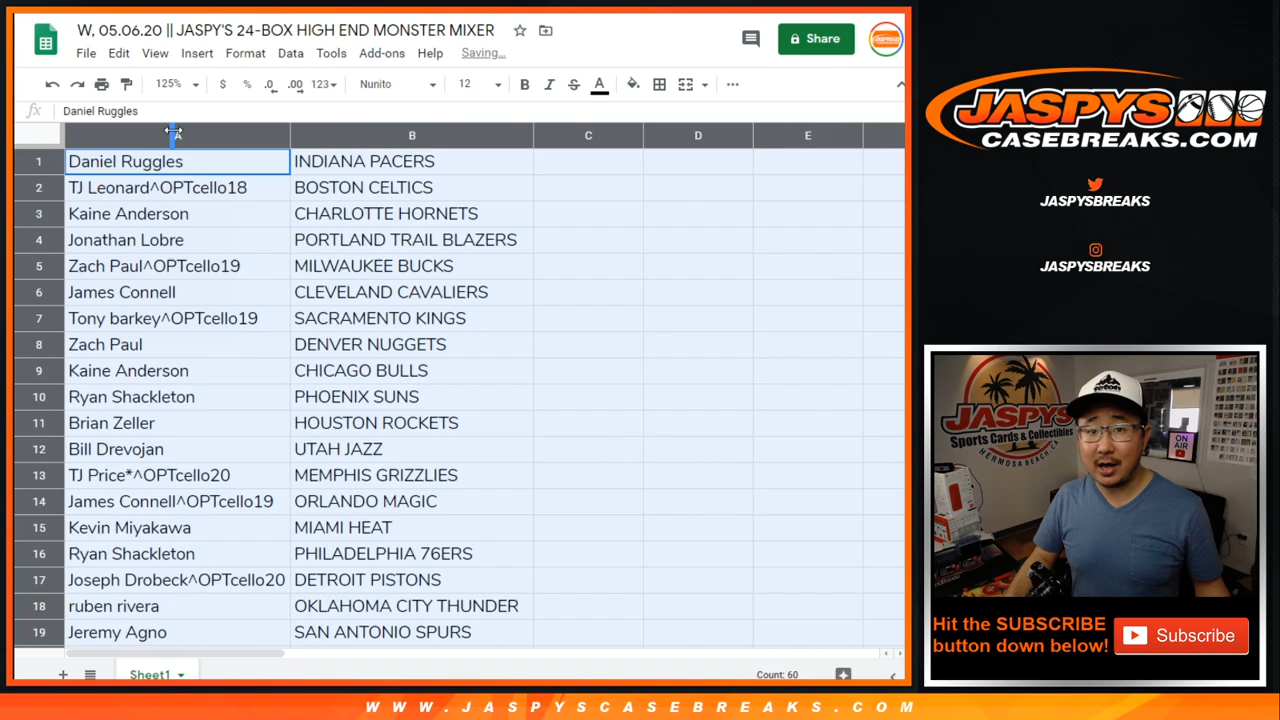 W, 05.06.20 || JASPY'S 24-BOX HIGH END MONSTER MIXER
File Edit View Insert Format Data Tools Add-ons Help Saving...
Share
125% $ % .0 .00 123 Nunito 12 B I S A
fx Daniel Ruggles
A B C D E
1 Daniel Ruggles INDIANA PACERS
2 TJ Leonard^OPTcello18 BOSTON CELTICS
3 Kaine Anderson CHARLOTTE HORNETS
4 Jonathan Lobre PORTLAND TRAIL BLAZERS
5 Zach Paul^OPTcello19 MILWAUKEE BUCKS
6 James Connell CLEVELAND CAVALIERS
7 Tony barkey^OPTcello19 SACRAMENTO KINGS
8 Zach Paul DENVER NUGGETS
9 Kaine Anderson CHICAGO BULLS
10 Ryan Shackleton PHOENIX SUNS
11 Brian Zeller HOUSTON ROCKETS
12 Bill Drevojan UTAH JAZZ
13 TJ Price*^OPTcello20 MEMPHIS GRIZZLIES
14 James Connell^OPTcello19 ORLANDO MAGIC
15 Kevin Miyakawa MIAMI HEAT
16 Ryan Shackleton PHILADELPHIA 76ERS
17 Joseph Drobeck^OPTcello20 DETROIT PISTONS
18 ruben rivera OKLAHOMA CITY THUNDER
19 Jeremy Agno SAN ANTONIO SPURS
Sheet1
Count: 60
JASPYS
CASEBREAKS.COM
JASPYSBREAKS
JASPYSBREAKS
JASPYS
Sports Cards & Collectibles
HERMOSA BEACH
TETON
ON AIR
Hit the SUBSCRIBE
button down below!
Subscribe
WWW.JASPYSCASEBREAKS.COM